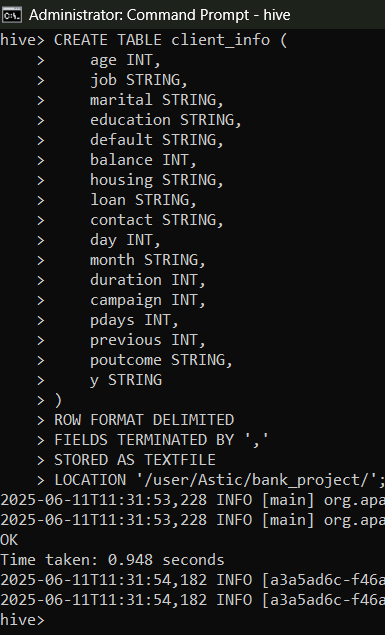 Administrator: Command Prompt - hive
hive> CREATE TABLE client_info (
    >     age INT,
    >     job STRING,
    >     marital STRING,
    >     education STRING,
    >     default STRING,
    >     balance INT,
    >     housing STRING,
    >     loan STRING,
    >     contact STRING,
    >     day INT,
    >     month STRING,
    >     duration INT,
    >     campaign INT,
    >     pdays INT,
    >     previous INT,
    >     poutcome STRING,
    >     y STRING
    > )
    > ROW FORMAT DELIMITED
    > FIELDS TERMINATED BY ','
    > STORED AS TEXTFILE
    > LOCATION '/user/Astic/bank_project/';
2025-06-11T11:31:53,228 INFO [main] org.apa
2025-06-11T11:31:53,228 INFO [main] org.apa
OK
Time taken: 0.948 seconds
2025-06-11T11:31:54,182 INFO [a3a5ad6c-f46a
2025-06-11T11:31:54,182 INFO [a3a5ad6c-f46a
hive>